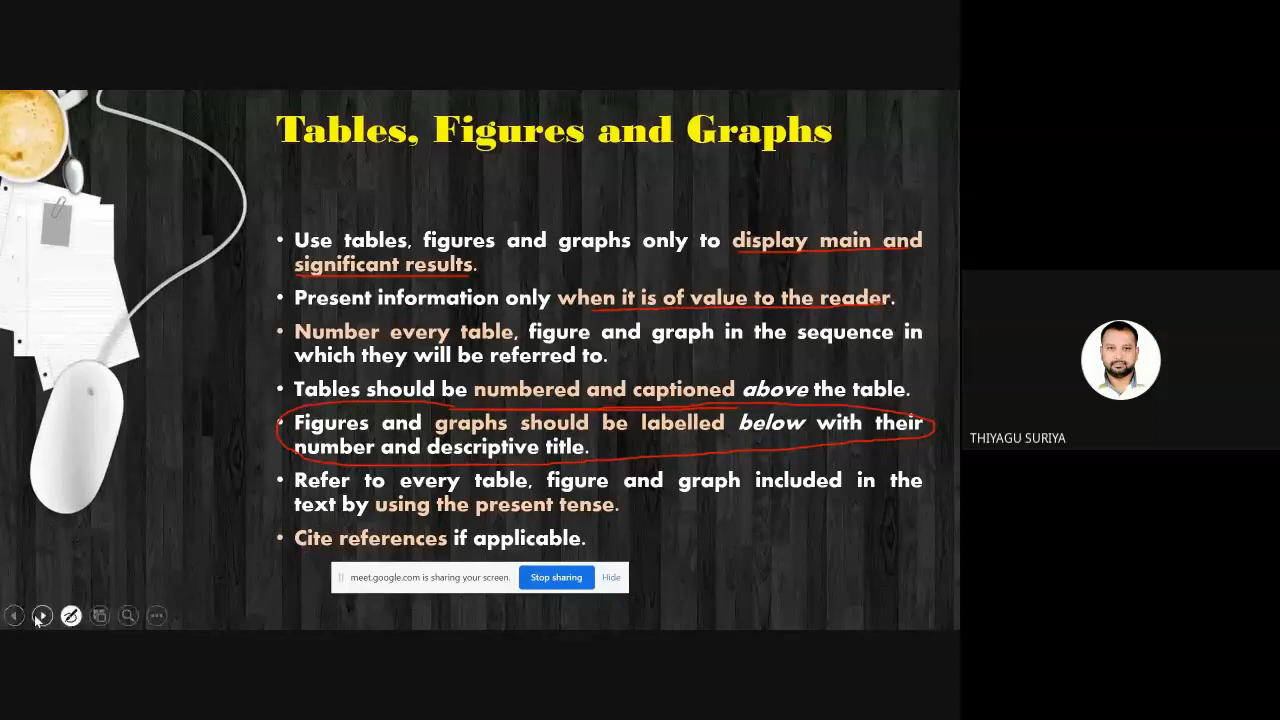 Tables, Figures and Graphs
• Use tables, figures and graphs only to display main and
significant results.
• Present information only when it is of value to the reader.
• Number every table, figure and graph in the sequence in
which they will be referred to.
• Tables should be numbered and captioned above the table.
• Figures and graphs should be labelled below with their
number and descriptive title.
• Refer to every table, figure and graph included in the
text by using the present tense.
• Cite references if applicable.
meet.google.com is sharing your screen. Stop sharing Hide
THIYAGU SURIYA